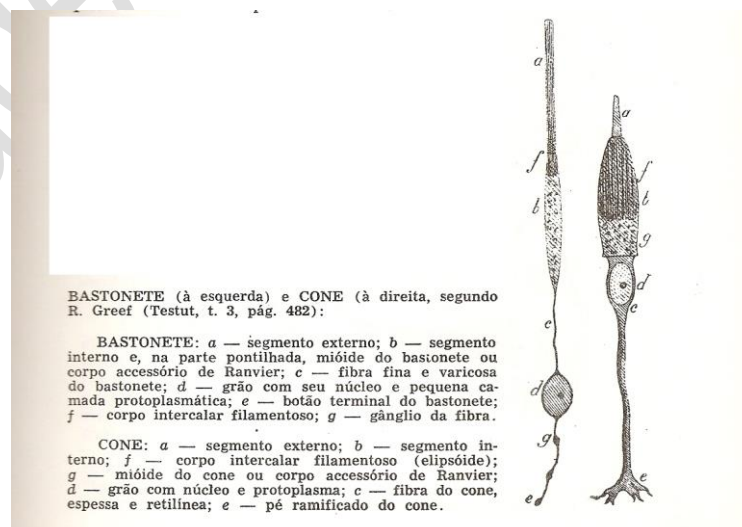 BASTONETE (à esquerda) e CONE (à direita, segundo
R. Greef (Testut, t. 3, pág. 482):
BASTONETE: a — segmento externo; b — segmento
interno e, na parte pontilhada, mióide do bastonete ou
corpo accessório de Ranvier; c — fibra fina e varicosa
do bastonete; d — grão com seu núcleo e pequena ca-
mada protoplasmática; e — botão terminal do bastonete;
f — corpo intercalar filamentoso; g — gânglio da fibra.
CONE: a — segmento externo; b — segmento in-
terno; f — corpo intercalar filamentoso (elipsóide);
g — mióide do cone ou corpo accessório de Ranvier;
d — grão com núcleo e protoplasma; c — fibra do cone,
espessa e retilínea; e — pé ramificado do cone.
a
f
b
c
d
g
e
a
f
b
g
d
c
e